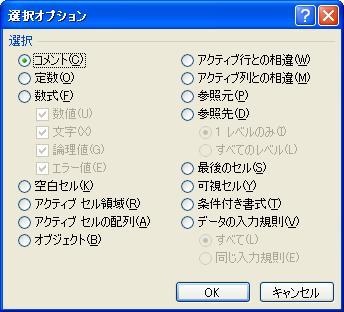 選択オプション
選択
コメント(C)
定数(O)
数式(F)
数値(U)
文字(X)
論理値(G)
エラー値(E)
空白セル(K)
アクティブ セル領域(R)
アクティブ セルの配列(A)
オブジェクト(B)
アクティブ行との相違(W)
アクティブ列との相違(M)
参照元(P)
参照先(D)
1 レベルのみ(I)
すべてのレベル(L)
最後のセル(S)
可視セル(Y)
条件付き書式(T)
データの入力規則(V)
すべて(L)
同じ入力規則(E)
OK
キャンセル